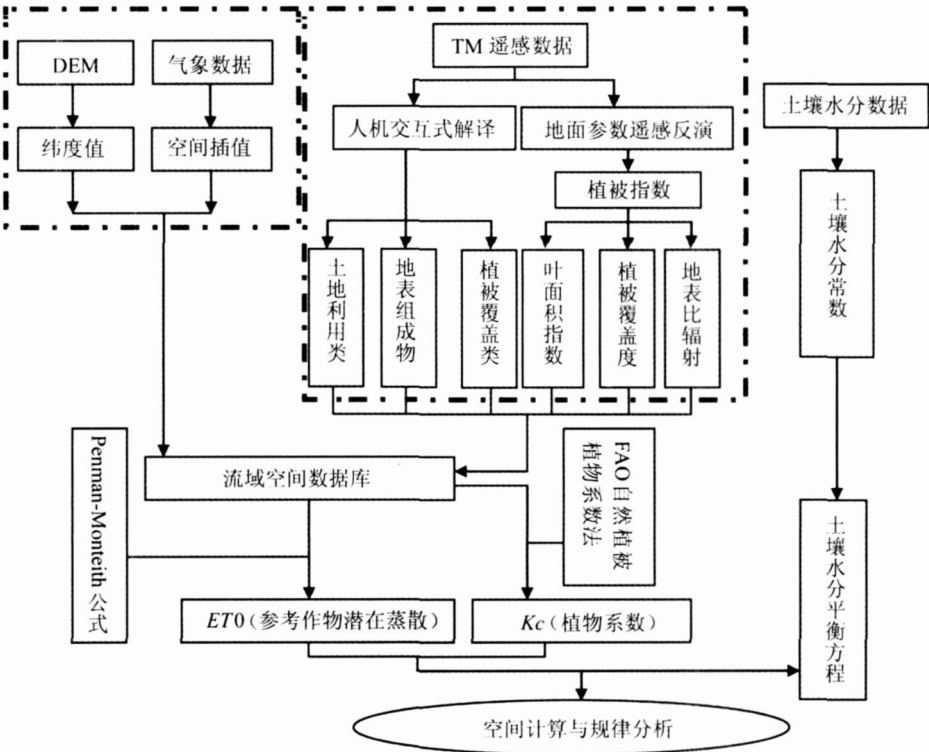 TM 遥感数据
DEM
气象数据
土壤水分数据
人机交互式解译
地面参数遥感反演
纬度值
空间插值
植被指数
土壤水分常数
土地利用类
地表组成物
植被覆盖类
叶面积指数
植被覆盖度
地表比辐射
Penman-Monteith 公式
流域空间数据库
FAO 自然植被
植物系数法
土壤水分平衡方程
ET0（参考作物潜在蒸散）
Kc（植物系数）
空间计算与规律分析